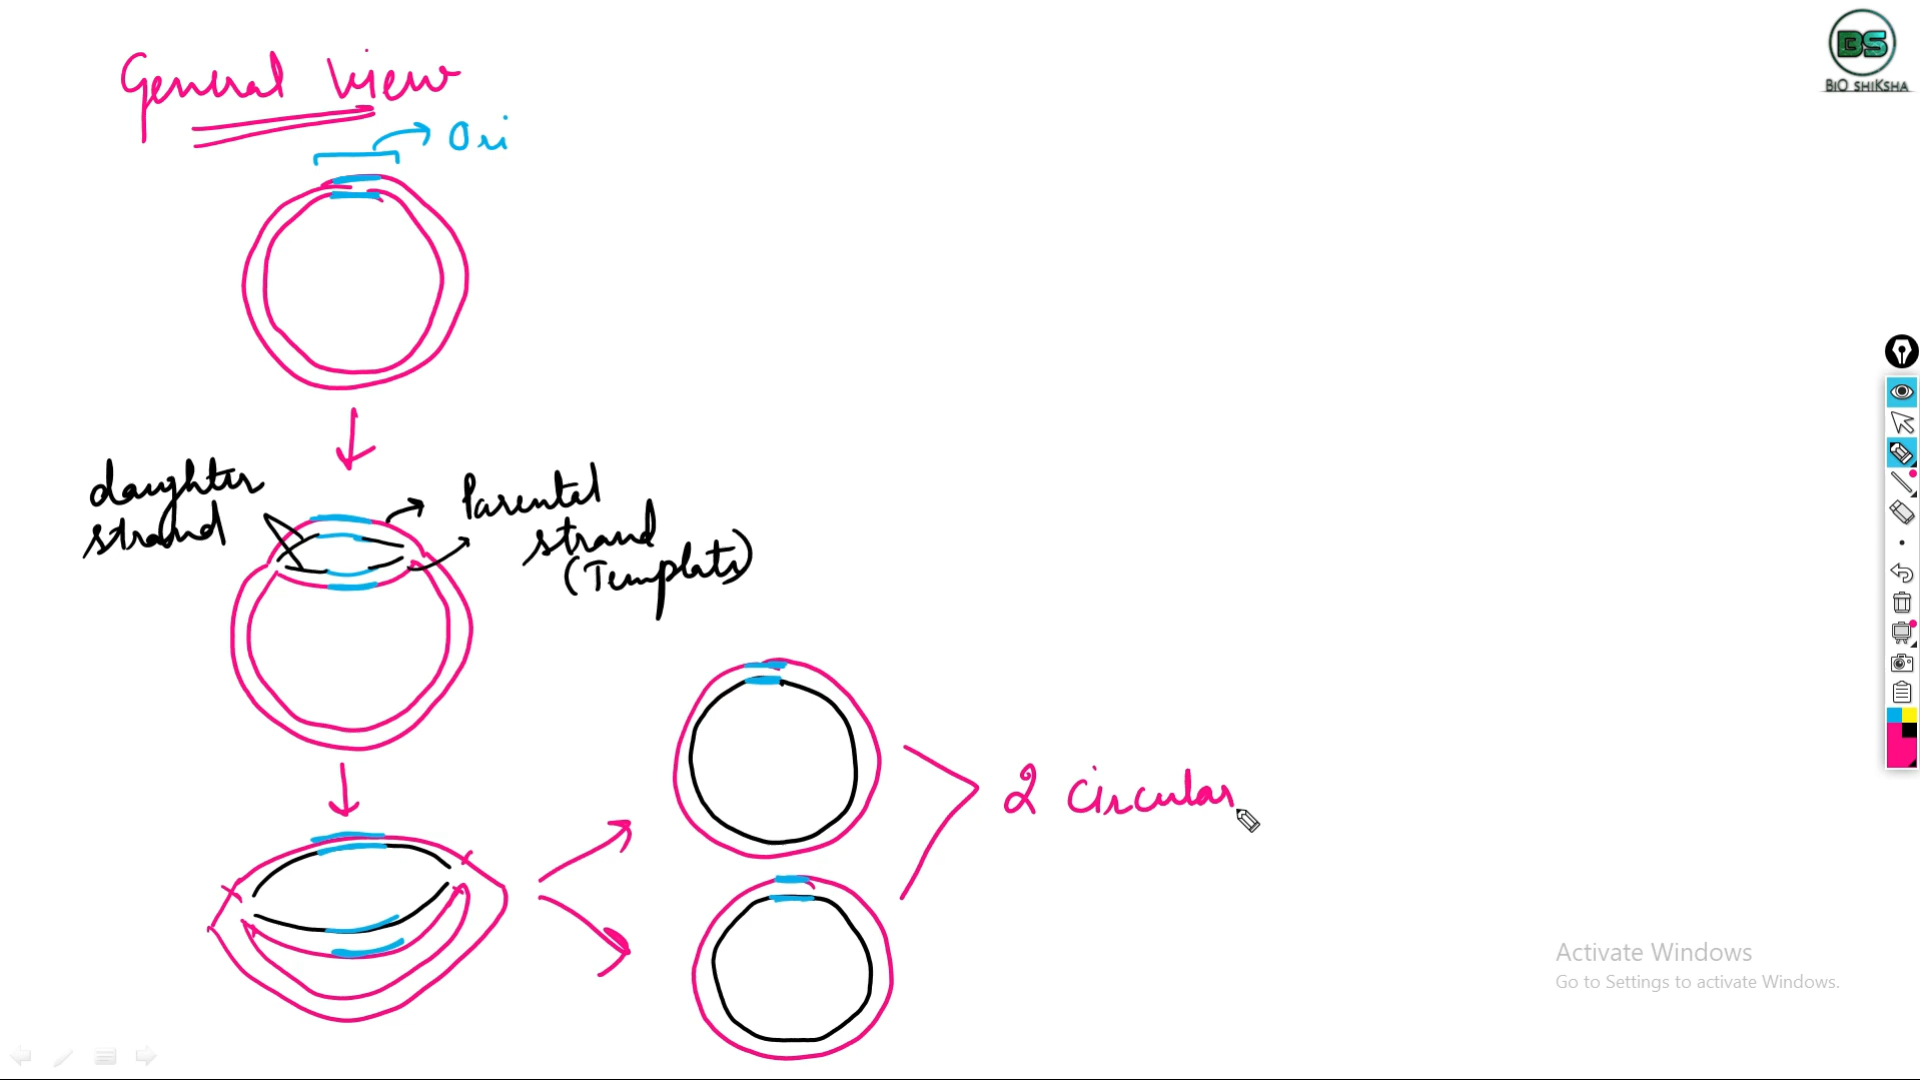 General View
Ori
daughter
strand
Parental
strand
(Template)
2 Circular
BS
BIO SHIKSHA
Activate Windows
Go to Settings to activate Windows.